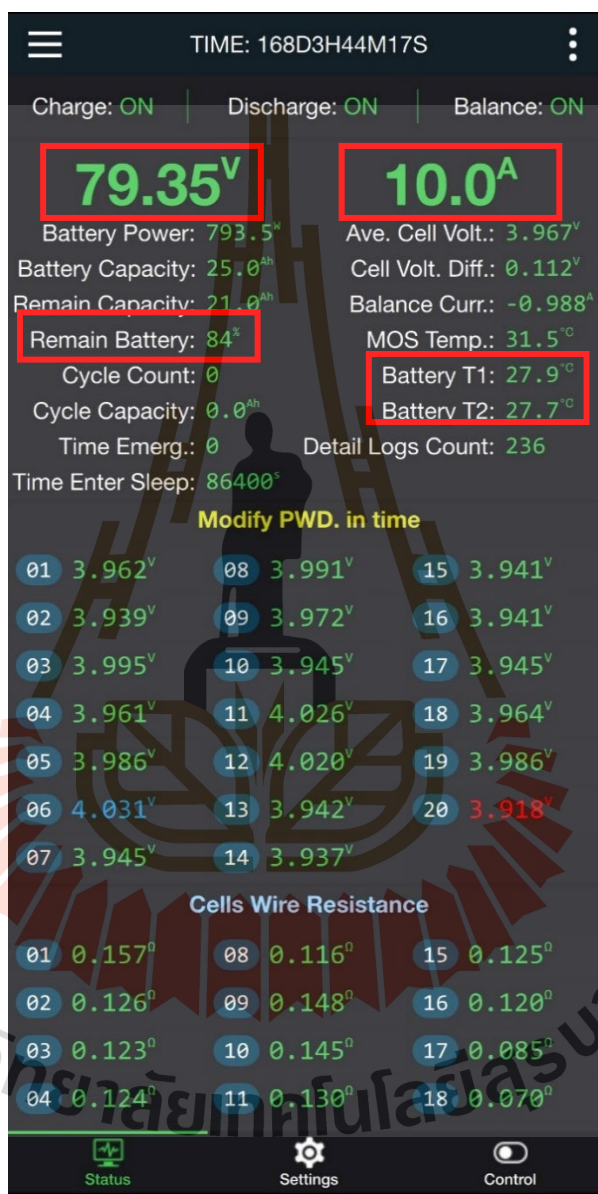 TIME: 168D3H44M17S
Charge: ON Discharge: ON Balance: ON
79.35V 10.0A
Battery Power: 793.5W Ave. Cell Volt.: 3.967V
Battery Capacity: 25.0Ah Cell Volt. Diff.: 0.112V
Remain Capacity: 21.0Ah Balance Curr.: -0.988A
Remain Battery: 84% MOS Temp.: 31.5°C
Cycle Count: 0 Battery T1: 27.9°C
Cycle Capacity: 0.0Ah Battery T2: 27.7°C
Time Emerg.: 0 Detail Logs Count: 236
Time Enter Sleep: 86400s
Modify PWD. in time
01 3.962V 08 3.991V 15 3.941V
02 3.939V 09 3.972V 16 3.941V
03 3.995V 10 3.945V 17 3.945V
04 3.961V 11 4.026V 18 3.964V
05 3.986V 12 4.020V 19 3.986V
06 4.031V 13 3.942V 20 3.918V
07 3.945V 14 3.937V
Cells Wire Resistance
01 0.157Ω 08 0.116Ω 15 0.125Ω
02 0.126Ω 09 0.148Ω 16 0.120Ω
03 0.123Ω 10 0.145Ω 17 0.085Ω
04 0.124Ω 11 0.130Ω 18 0.070Ω
Status Settings Control